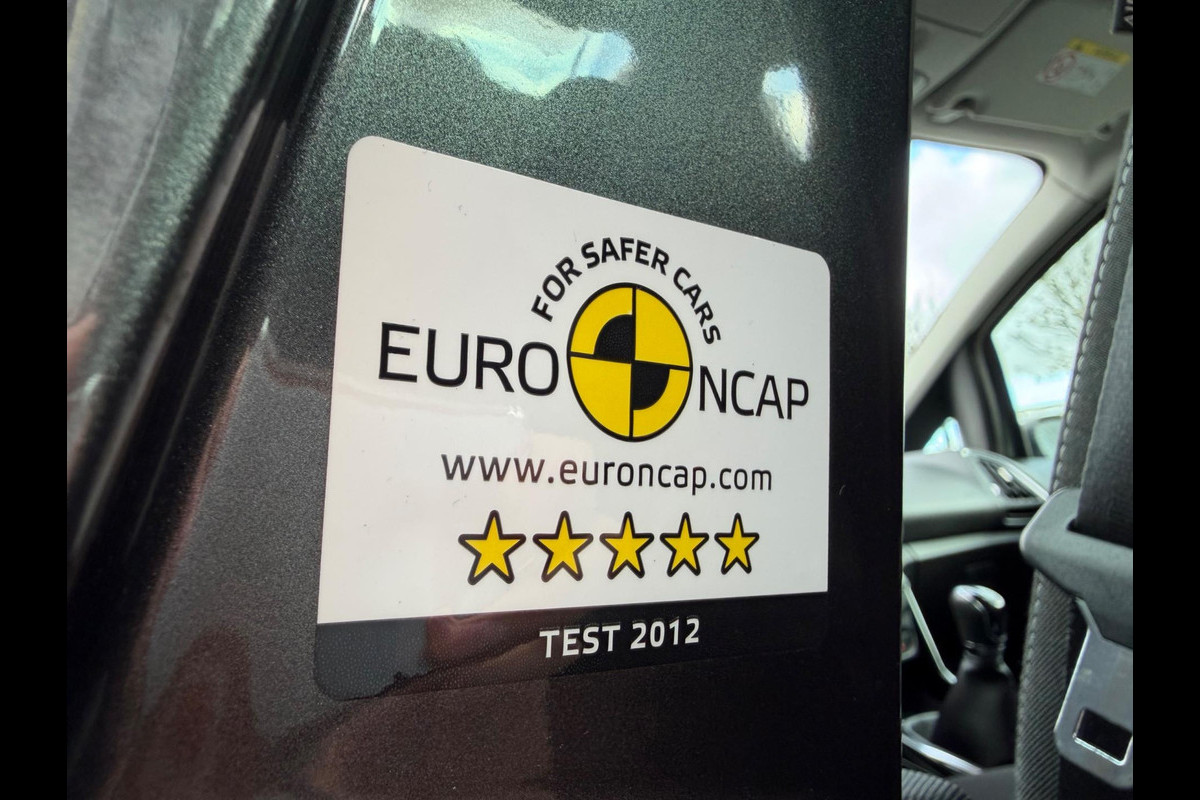 FOR SAFER CARS
EURO NCAP
www.euroncap.com
TEST 2012